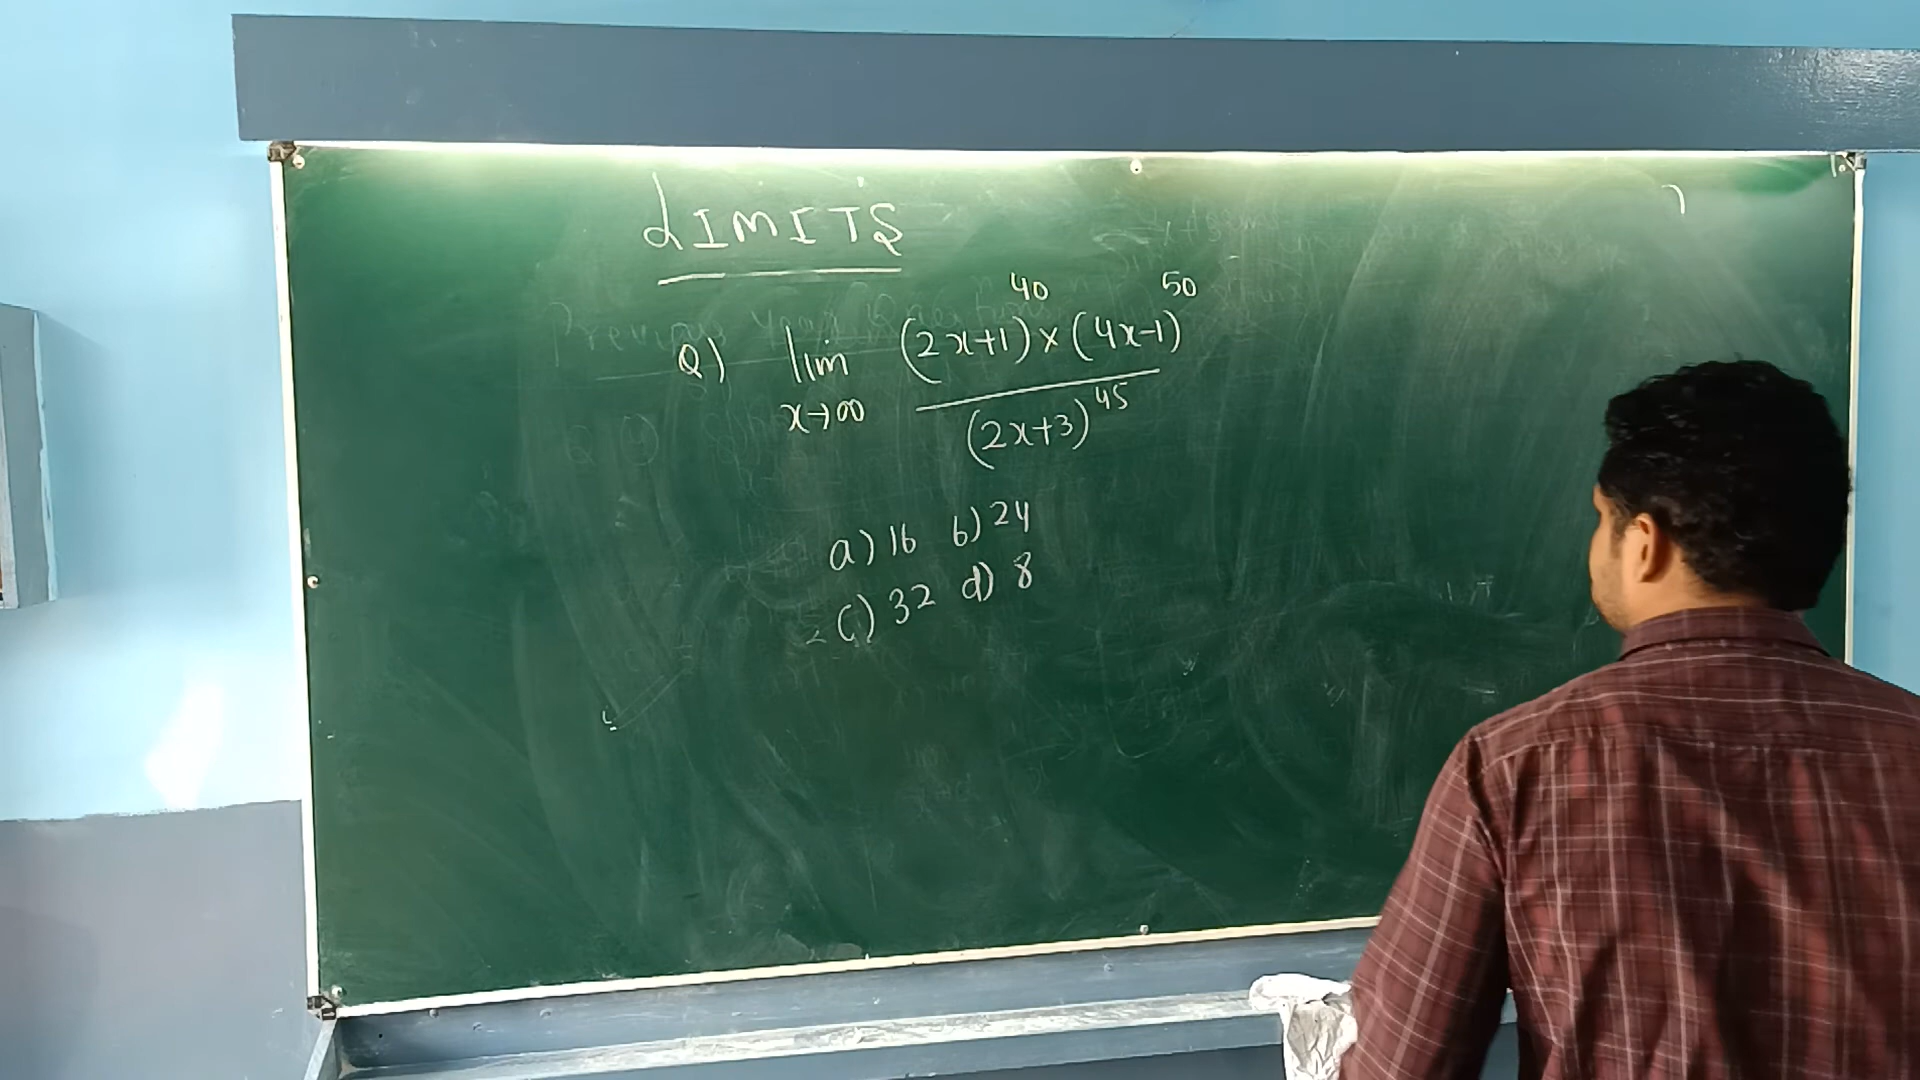 LIMITS
Q) lim x→∞ (2x+1)^40 × (4x-1)^50 / (2x+3)^45
a) 16 b) 24
c) 32 d) 8